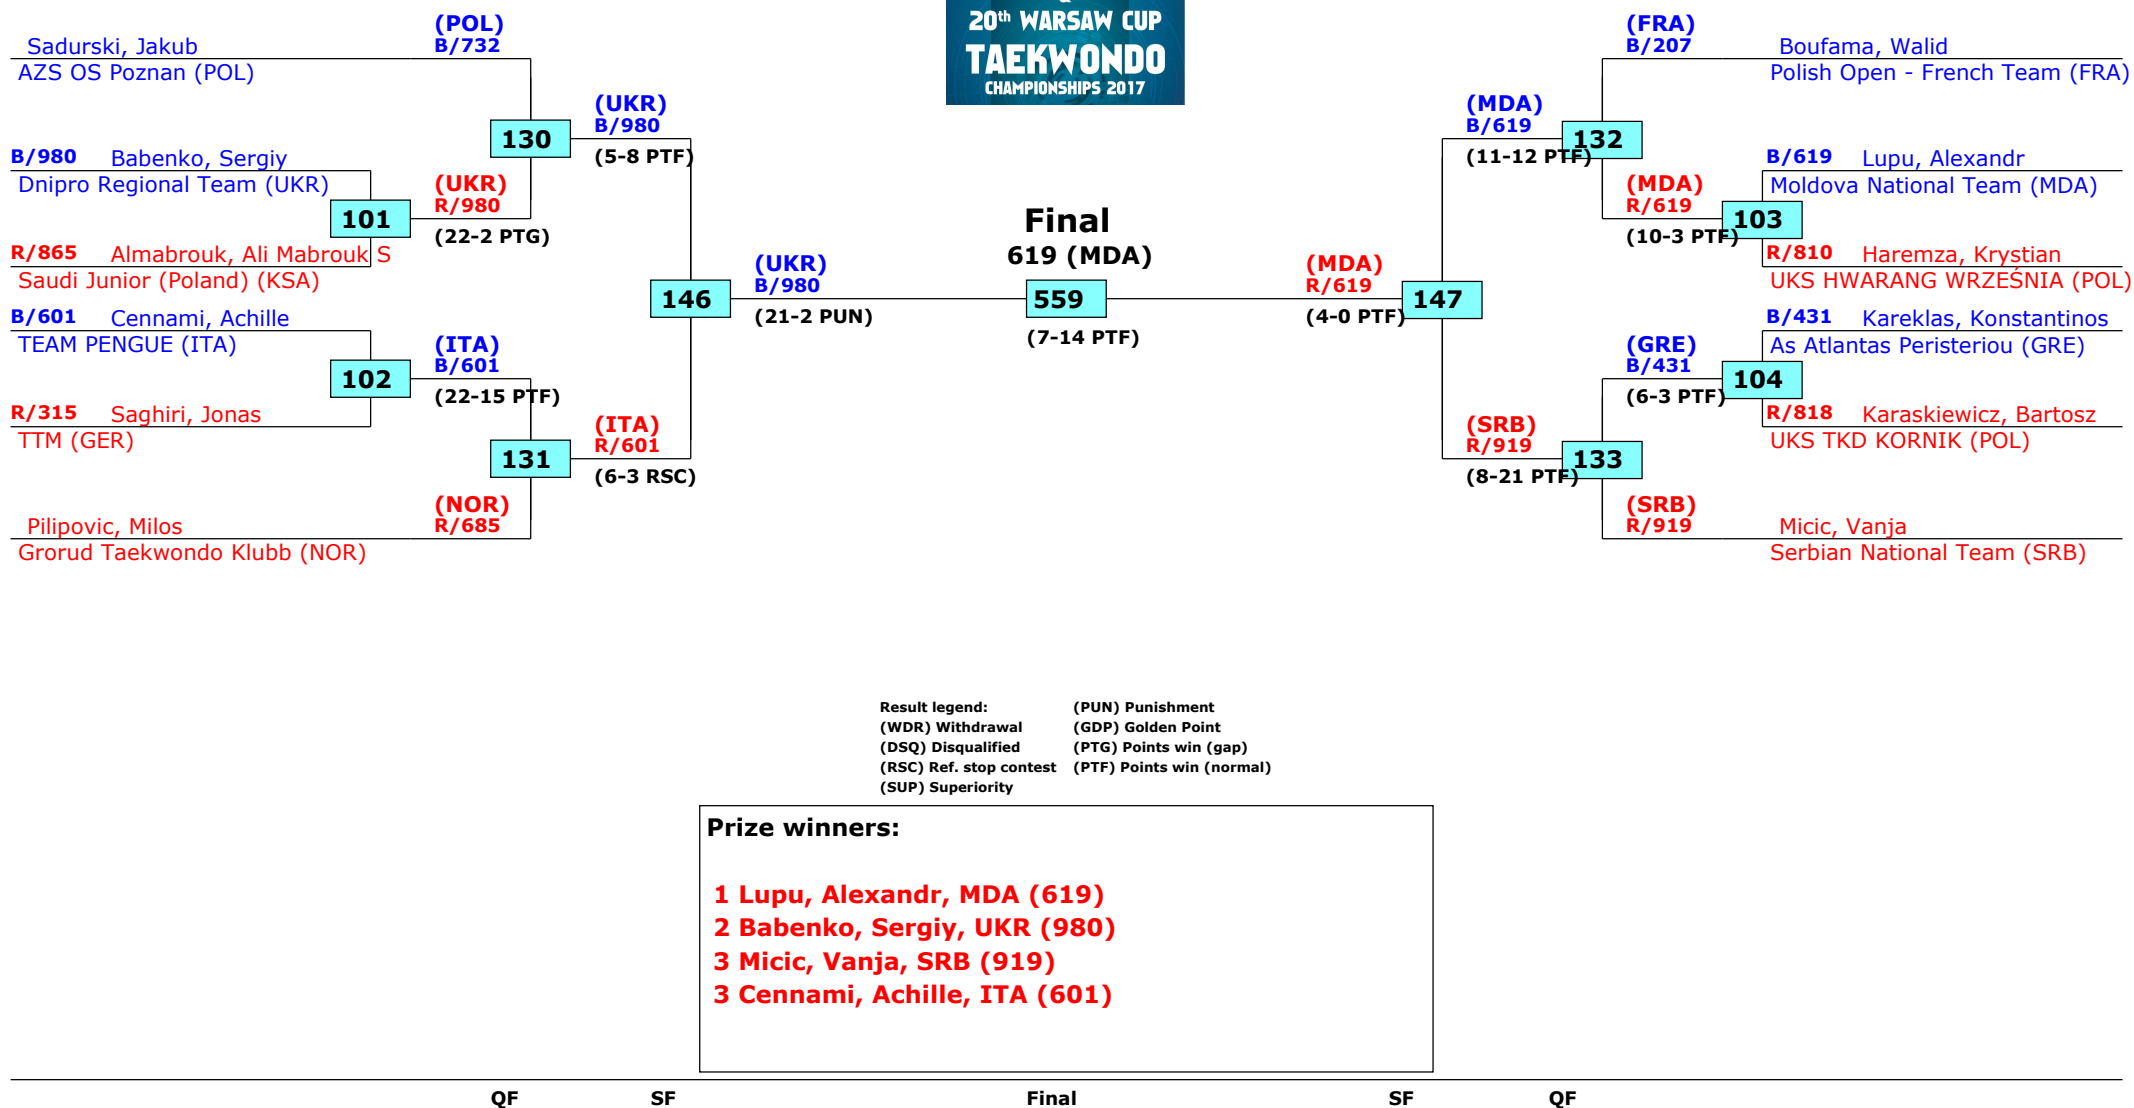 20th WARSAW CUP
TAEKWONDO
CHAMPIONSHIPS 2017
(POL)
B/732
Sadurski, Jakub
AZS OS Poznan (POL)
130
(UKR)
B/980
(5-8 PTF)
B/980 Babenko, Sergiy
Dnipro Regional Team (UKR)
101
(UKR)
R/980
(22-2 PTG)
R/865 Almabrouk, Ali Mabrouk S
Saudi Junior (Poland) (KSA)
146
(UKR)
B/980
(21-2 PUN)
B/601 Cennami, Achille
TEAM PENGUE (ITA)
102
(ITA)
B/601
(22-15 PTF)
R/315 Saghiri, Jonas
TTM (GER)
131
(ITA)
R/601
(6-3 RSC)
(NOR)
R/685
Pilipovic, Milos
Grorud Taekwondo Klubb (NOR)
Final
619 (MDA)
559
(7-14 PTF)
(FRA)
B/207
Boufama, Walid
Polish Open - French Team (FRA)
(MDA)
B/619
(11-12 PTF)
132
B/619 Lupu, Alexandr
Moldova National Team (MDA)
(MDA)
R/619
(10-3 PTF)
103
R/810 Haremza, Krystian
UKS HWARANG WRZEŚNIA (POL)
(MDA)
R/619
(4-0 PTF)
147
B/431 Kareklas, Konstantinos
As Atlantas Peristeriou (GRE)
(GRE)
B/431
(6-3 PTF)
104
R/818 Karaskiewicz, Bartosz
UKS TKD KORNIK (POL)
(SRB)
R/919
(8-21 PTF)
133
(SRB)
R/919
Micic, Vanja
Serbian National Team (SRB)
Result legend: (PUN) Punishment
(WDR) Withdrawal (GDP) Golden Point
(DSQ) Disqualified (PTG) Points win (gap)
(RSC) Ref. stop contest (PTF) Points win (normal)
(SUP) Superiority
Prize winners:
1 Lupu, Alexandr, MDA (619)
2 Babenko, Sergiy, UKR (980)
3 Micic, Vanja, SRB (919)
3 Cennami, Achille, ITA (601)
QF SF Final SF QF